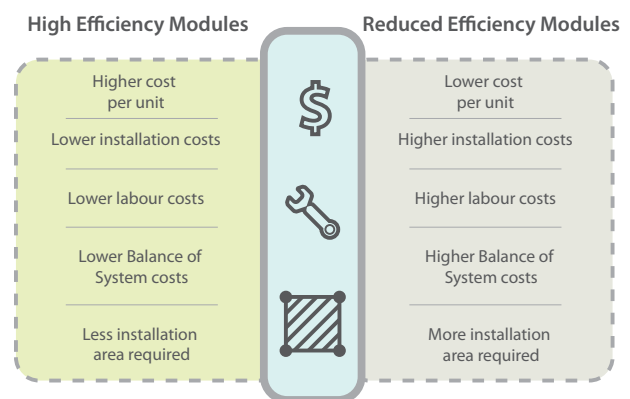 High Efficiency Modules
Reduced Efficiency Modules
Higher cost
per unit
Lower installation costs
Lower labour costs
Lower Balance of
System costs
Less installation
area required
$
Lower cost
per unit
Higher installation costs
Higher labour costs
Higher Balance of
System costs
More installation
area required